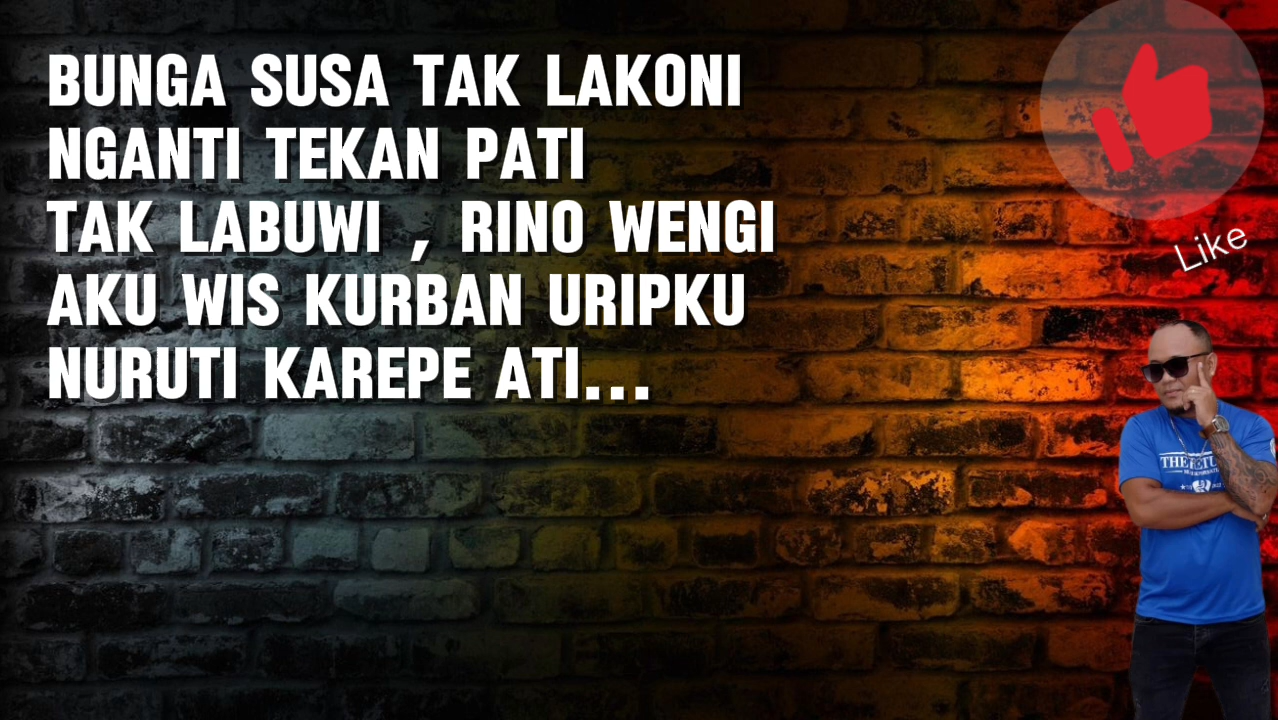 BUNGA SUSA TAK LAKONI
NGANTI TEKAN PATI
TAK LABUWI , RINO WENGI
AKU WIS KURBAN URIPKU
NURUTI KAREPE ATI...
Like